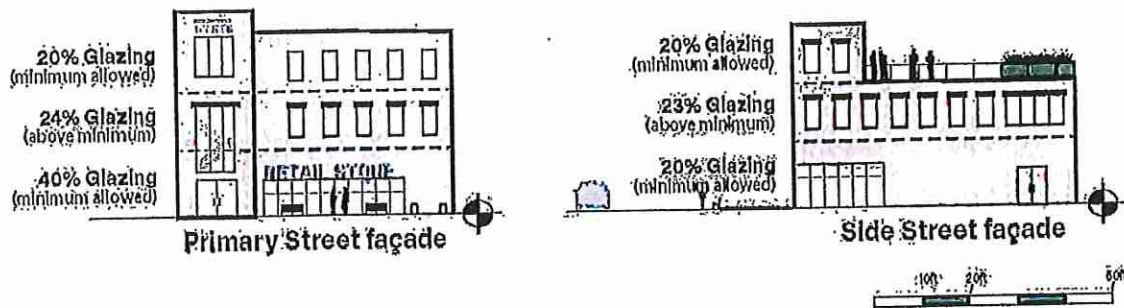 20% Glazing
(minimum allowed)
24% Glazing
(above minimum)
40% Glazing
(minimum allowed)
RETAIL STORE
Primary Street façade
20% Glazing
(minimum allowed)
23% Glazing
(above minimum)
20% Glazing
(minimum allowed)
Side Street façade
10ft 20ft